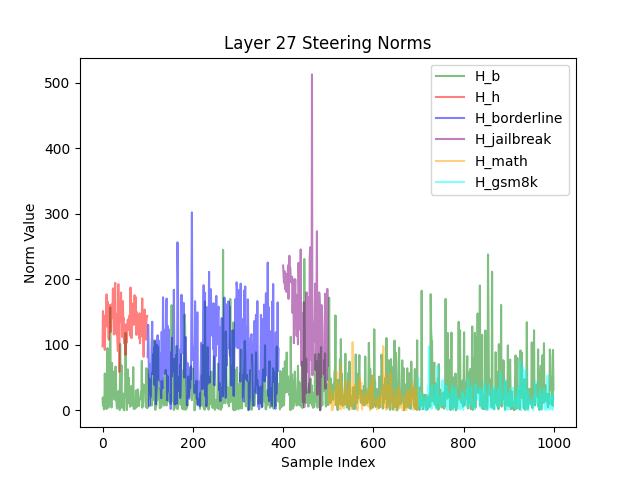 Layer 27 Steering Norms
Norm Value
500
400
300
200
100
0
H_b
H_h
H_borderline
H_jailbreak
H_math
H_gsm8k
0 200 400 600 800 1000
Sample Index